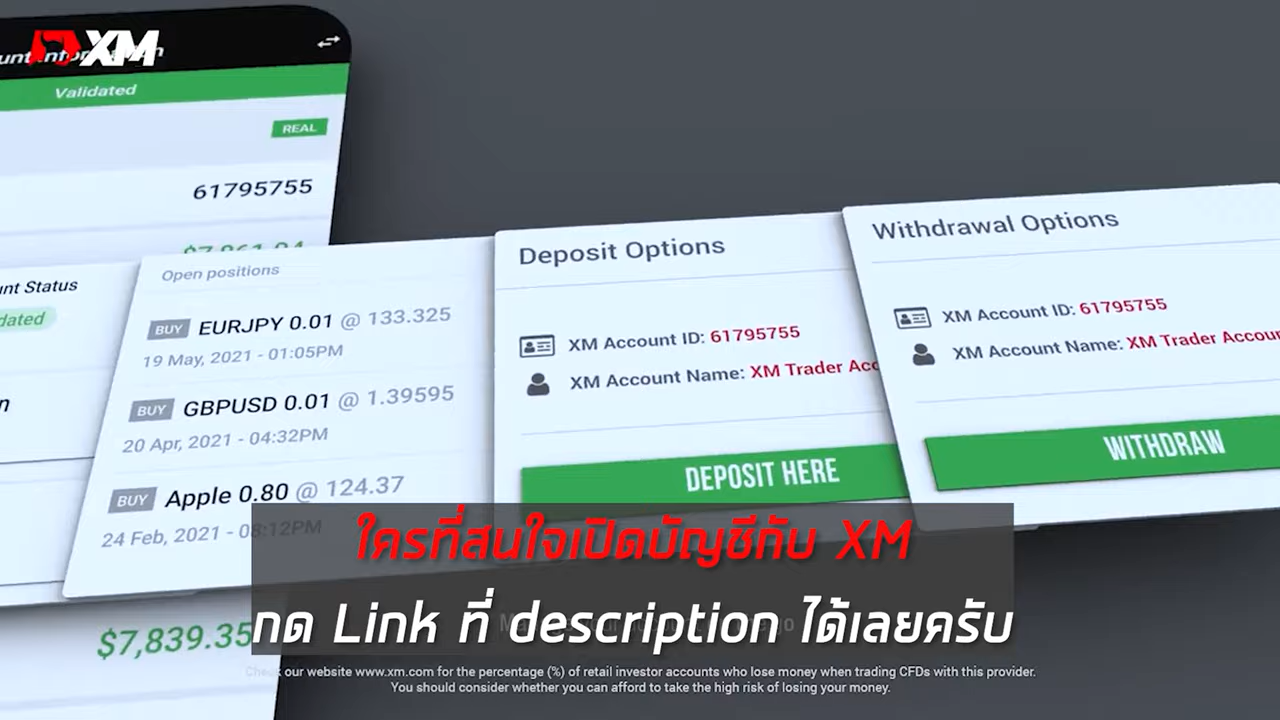 XM
Validated
REAL
61795755
Open positions
BUY EURJPY 0.01 @ 133.325
19 May, 2021 - 01:05PM
BUY GBPUSD 0.01 @ 1.39595
20 Apr, 2021 - 04:32PM
BUY Apple 0.80 @ 124.37
24 Feb, 2021 - 08:12PM
Deposit Options
XM Account ID: 61795755
XM Account Name: XM Trader
DEPOSIT HERE
Withdrawal Options
XM Account ID: 61795755
XM Account Name: XM Trader
WITHDRAW
Status
$7,839.35
ใครที่สนใจเปิดบัญชีกับ XM
กด Link ที่ description ได้เลยครับ
Check our website www.xm.com for the percentage (%) of retail investor accounts who lose money when trading CFDs with this provider.
You should consider whether you can afford to take the high risk of losing your money.